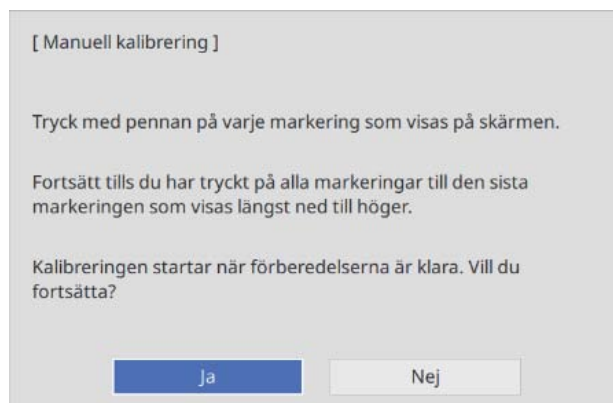 [ Manuell kalibrering ]
Tryck med pennan på varje markering som visas på skärmen.
Fortsätt tills du har tryckt på alla markeringar till den sista
markeringen som visas längst ned till höger.
Kalibreringen startar när förberedelserna är klara. Vill du
fortsätta?
Ja
Nej